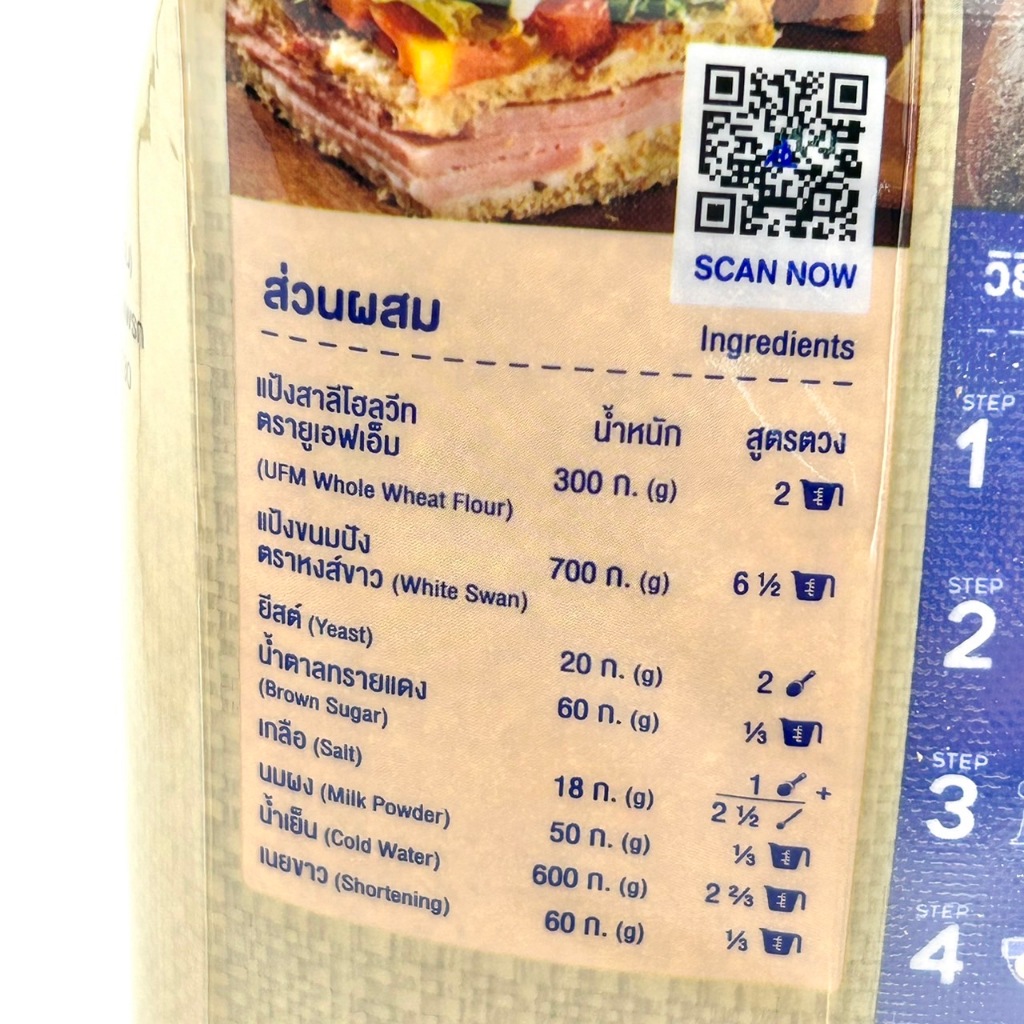 SCAN NOW
ส่วนผสม
Ingredients
น้ำหนัก สูตรตวง
แป้งสาลีโฮลวีท
ตรายูเอฟเอ็ม
(UFM Whole Wheat Flour) 300 ก. (g) 2
แป้งขนมปัง
ตราหงส์ขาว (White Swan) 700 ก. (g) 6 ½
ยีสต์ (Yeast) 20 ก. (g) 2
น้ำตาลทรายแดง
(Brown Sugar) 60 ก. (g) ⅓
เกลือ (Salt) 18 ก. (g) 1 +
2 ½
นมผง (Milk Powder) 50 ก. (g) ⅓
น้ำเย็น (Cold Water) 600 ก. (g) 2 ⅔
เนยขาว (Shortening) 60 ก. (g) ⅓
STEP
1
STEP
2
STEP
3
STEP
4